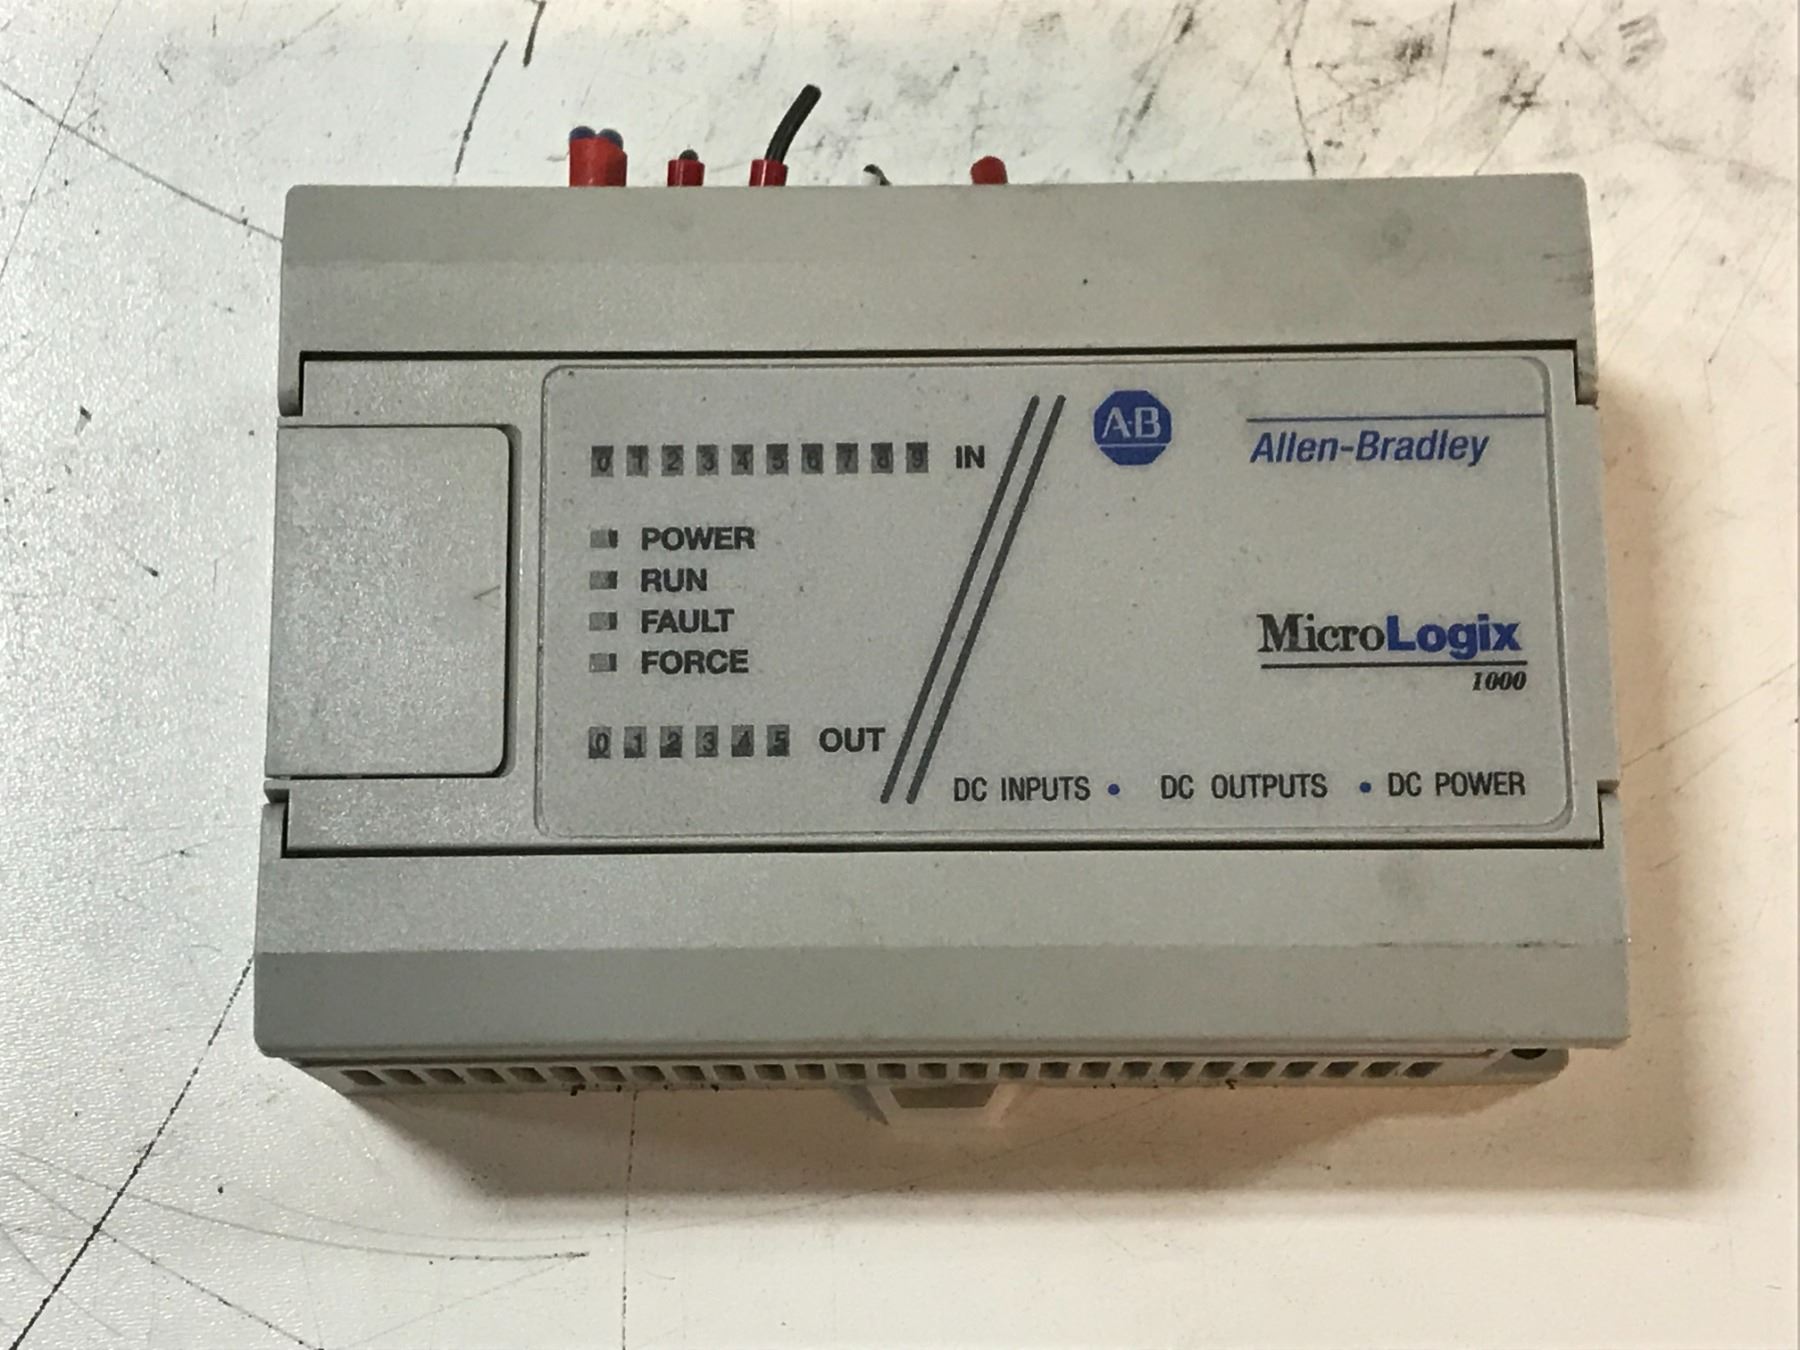 0 1 2 3 4 5 6 7 8 9 IN
A·B
Allen-Bradley
POWER
RUN
FAULT
FORCE
MicroLogix
1000
0 1 2 3 4 5 OUT
DC INPUTS • DC OUTPUTS • DC POWER